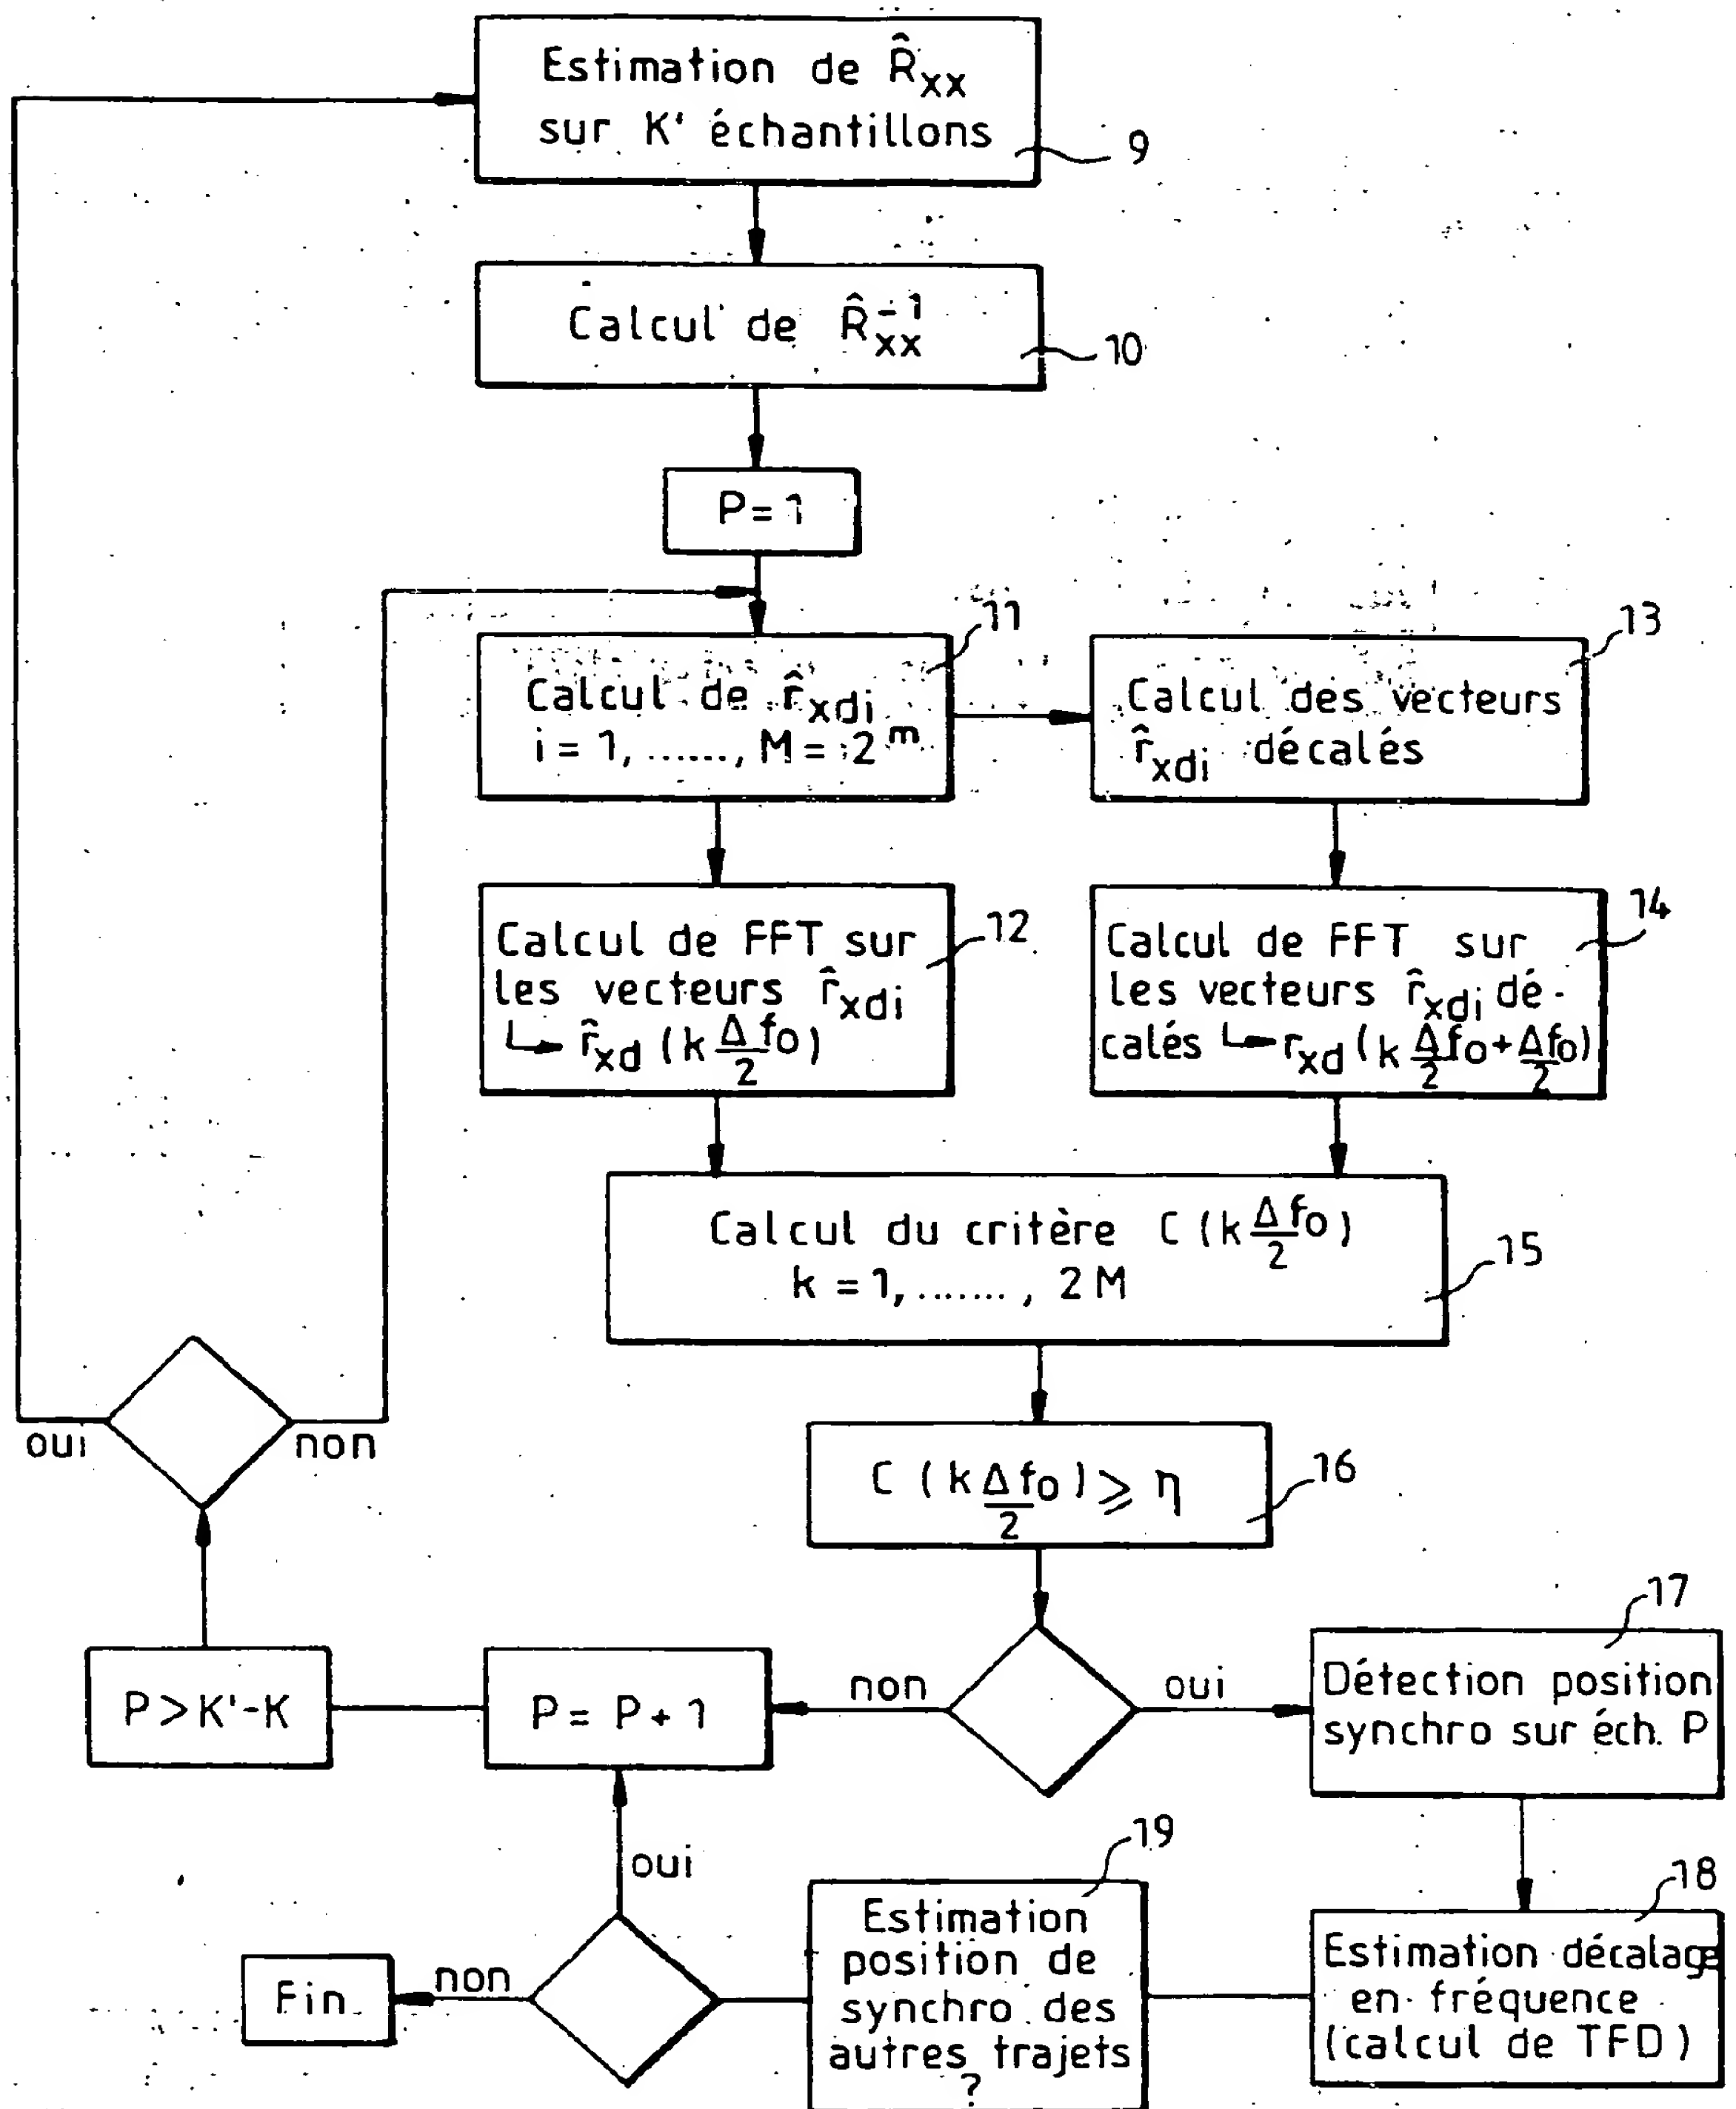 Estimation de R̂xx
sur K' échantillons
9
Calcul de R̂xx⁻¹
10
P = 1
11
Calcul de r̂xdi
i = 1, ......, M = 2ᵐ
13
Calcul des vecteurs
r̂xdi décalés
12
Calcul de FFT sur
les vecteurs r̂xdi
↳ r̂xd (k Δfo/2)
14
Calcul de FFT sur
les vecteurs r̂xdi dé-
calés ↳ rxd (k Δfo/2 + Δfo/2)
Calcul du critère C (k Δfo/2)
k = 1, ......., 2M
15
oui
non
C (k Δfo/2) ⩾ η
16
17
P > K'-K
P = P + 1
non
oui
Détection position
synchro sur éch. P
oui
19
18
Fin
non
Estimation
position de
synchro des
autres trajets
?
Estimation décalage
en fréquence
(calcul de TFD)